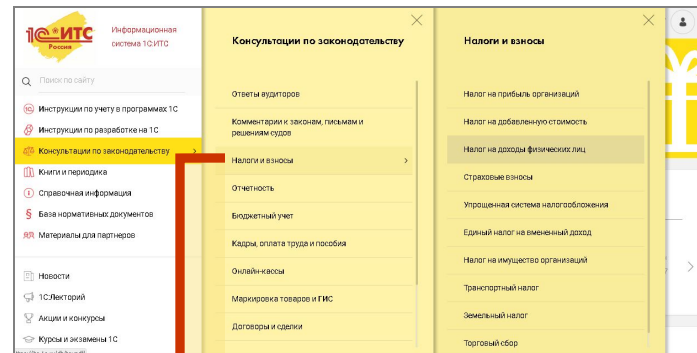 1С ИТС
Россия
Информационная
система 1С:ИТС
Поиск по сайту
Инструкции по учету в программах 1С
Инструкции по разработке на 1С
Консультации по законодательству
Книги и периодика
Справочная информация
База нормативных документов
Материалы для партнеров
Новости
1С:Лекторий
Акции и конкурсы
Курсы и экзамены 1С
Консультации по законодательству
Ответы аудиторов
Комментарии к законам, письмам и
решениям судов
Налоги и взносы
Отчетность
Бюджетный учет
Кадры, оплата труда и пособия
Онлайн-кассы
Маркировка товаров и ГИС
Договоры и сделки
Налоги и взносы
Налог на прибыль организаций
Налог на добавленную стоимость
Налог на доходы физических лиц
Страховые взносы
Упрощенная система налогообложения
Единый налог на вмененный доход
Налог на имущество организаций
Транспортный налог
Земельный налог
Торговый сбор